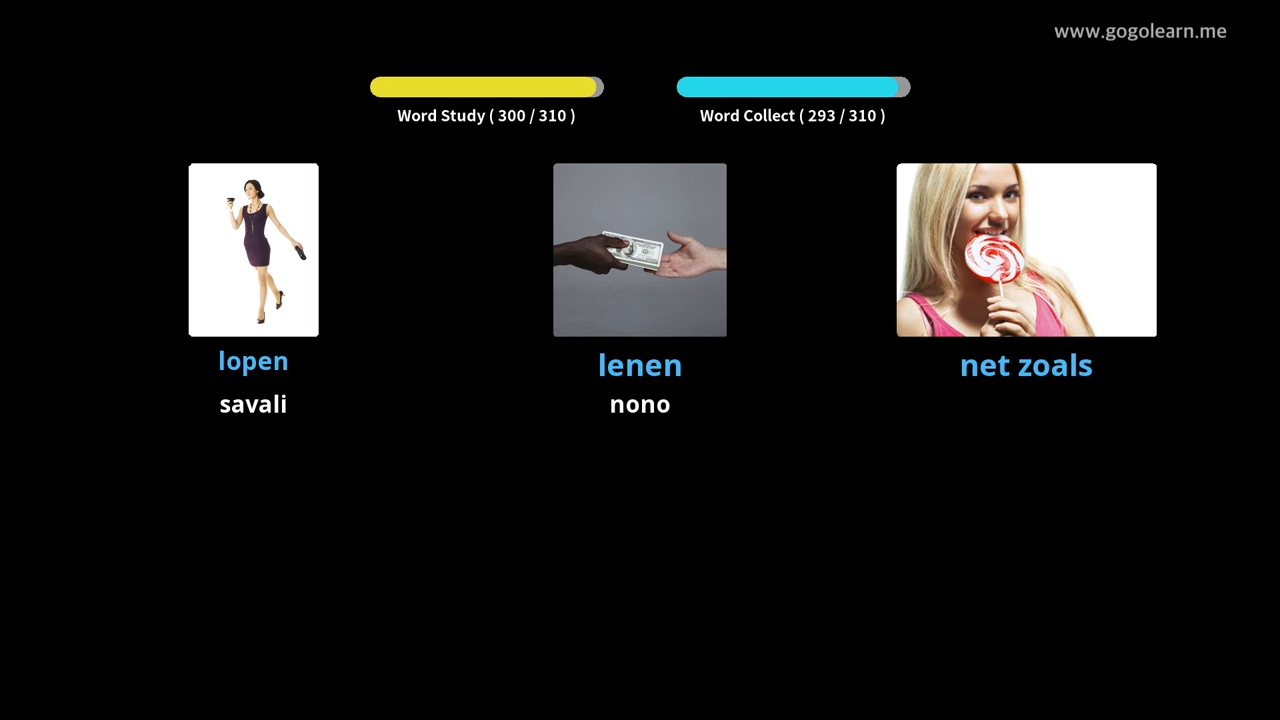 www.gogolearn.me
Word Study ( 300 / 310 )
Word Collect ( 293 / 310 )
lopen
savali
lenen
nono
net zoals